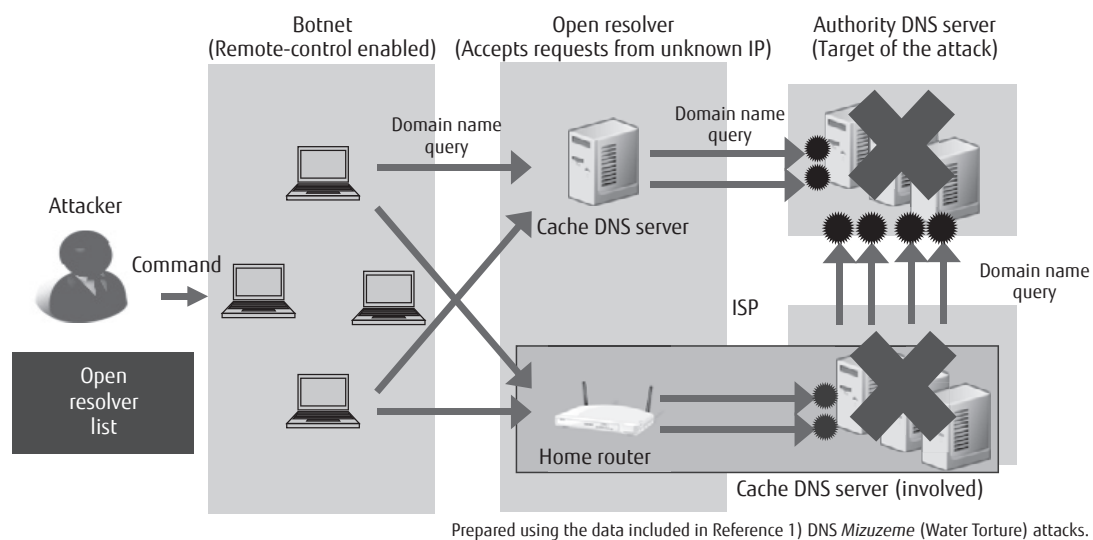 Botnet
(Remote-control enabled)
Open resolver
(Accepts requests from unknown IP)
Authority DNS server
(Target of the attack)
Domain name
query
Domain name
query
Attacker
Command
Cache DNS server
Domain name
query
ISP
Open
resolver
list
Home router
Cache DNS server (involved)
Prepared using the data included in Reference 1) DNS Mizuzeme (Water Torture) attacks.